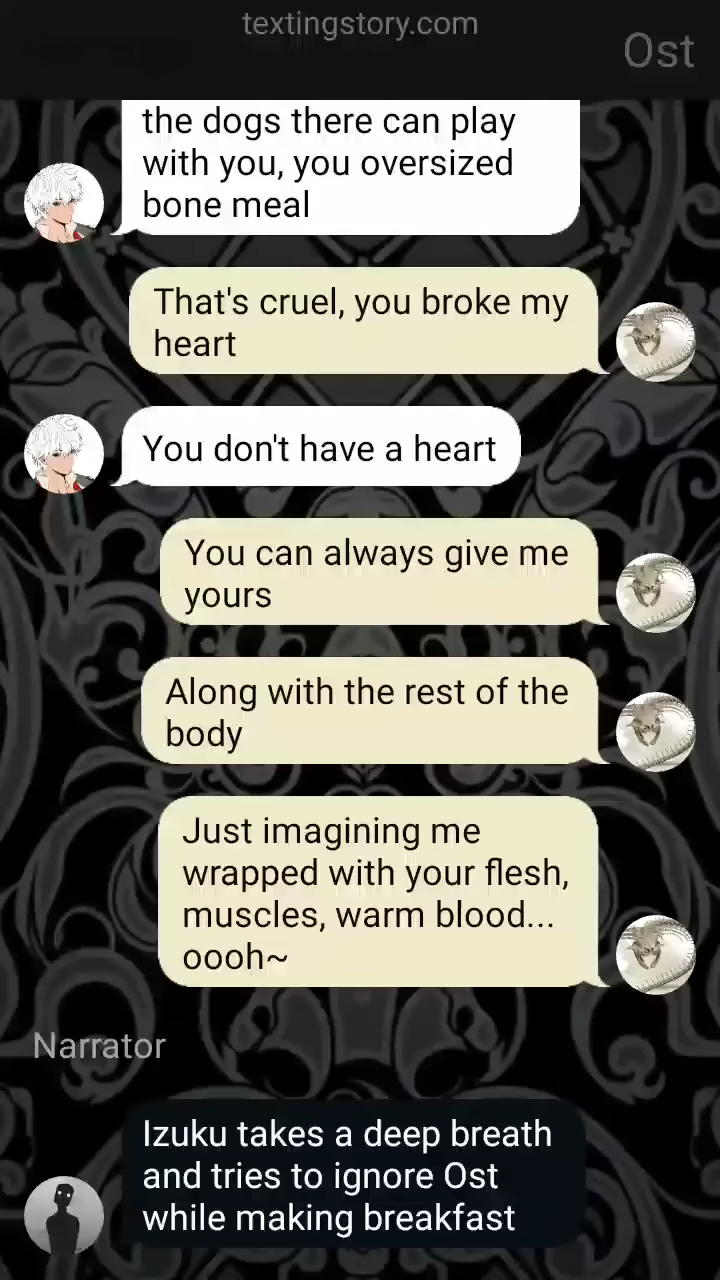 textingstory.com
Ost
the dogs there can play
with you, you oversized
bone meal
That's cruel, you broke my
heart
You don't have a heart
You can always give me
yours
Along with the rest of the
body
Just imagining me
wrapped with your flesh,
muscles, warm blood...
oooh~
Narrator
Izuku takes a deep breath
and tries to ignore Ost
while making breakfast